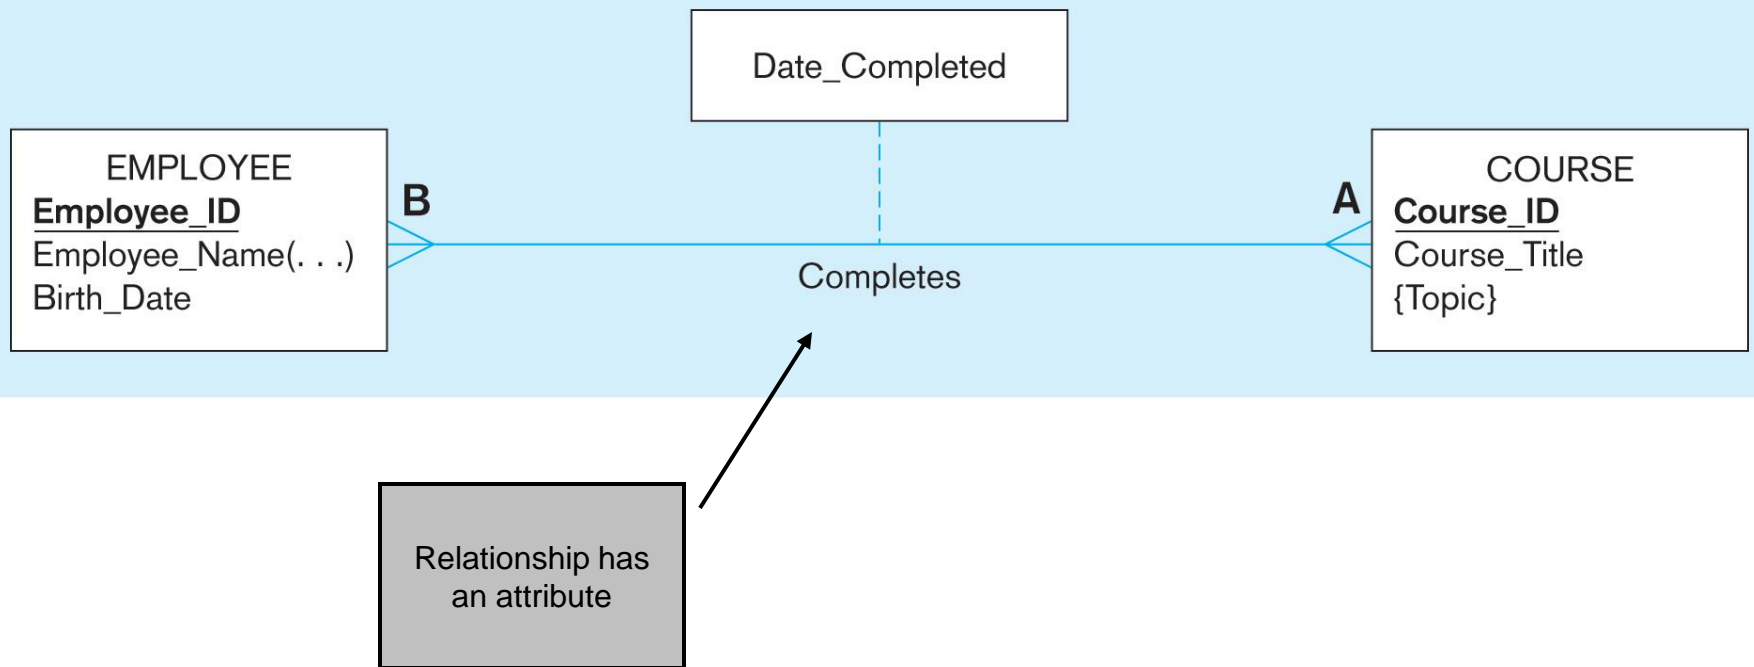 Date_Completed
EMPLOYEE
Employee_ID
Employee_Name(. . .)
Birth_Date
B
Completes
A
COURSE
Course_ID
Course_Title
{Topic}
Relationship has
an attribute